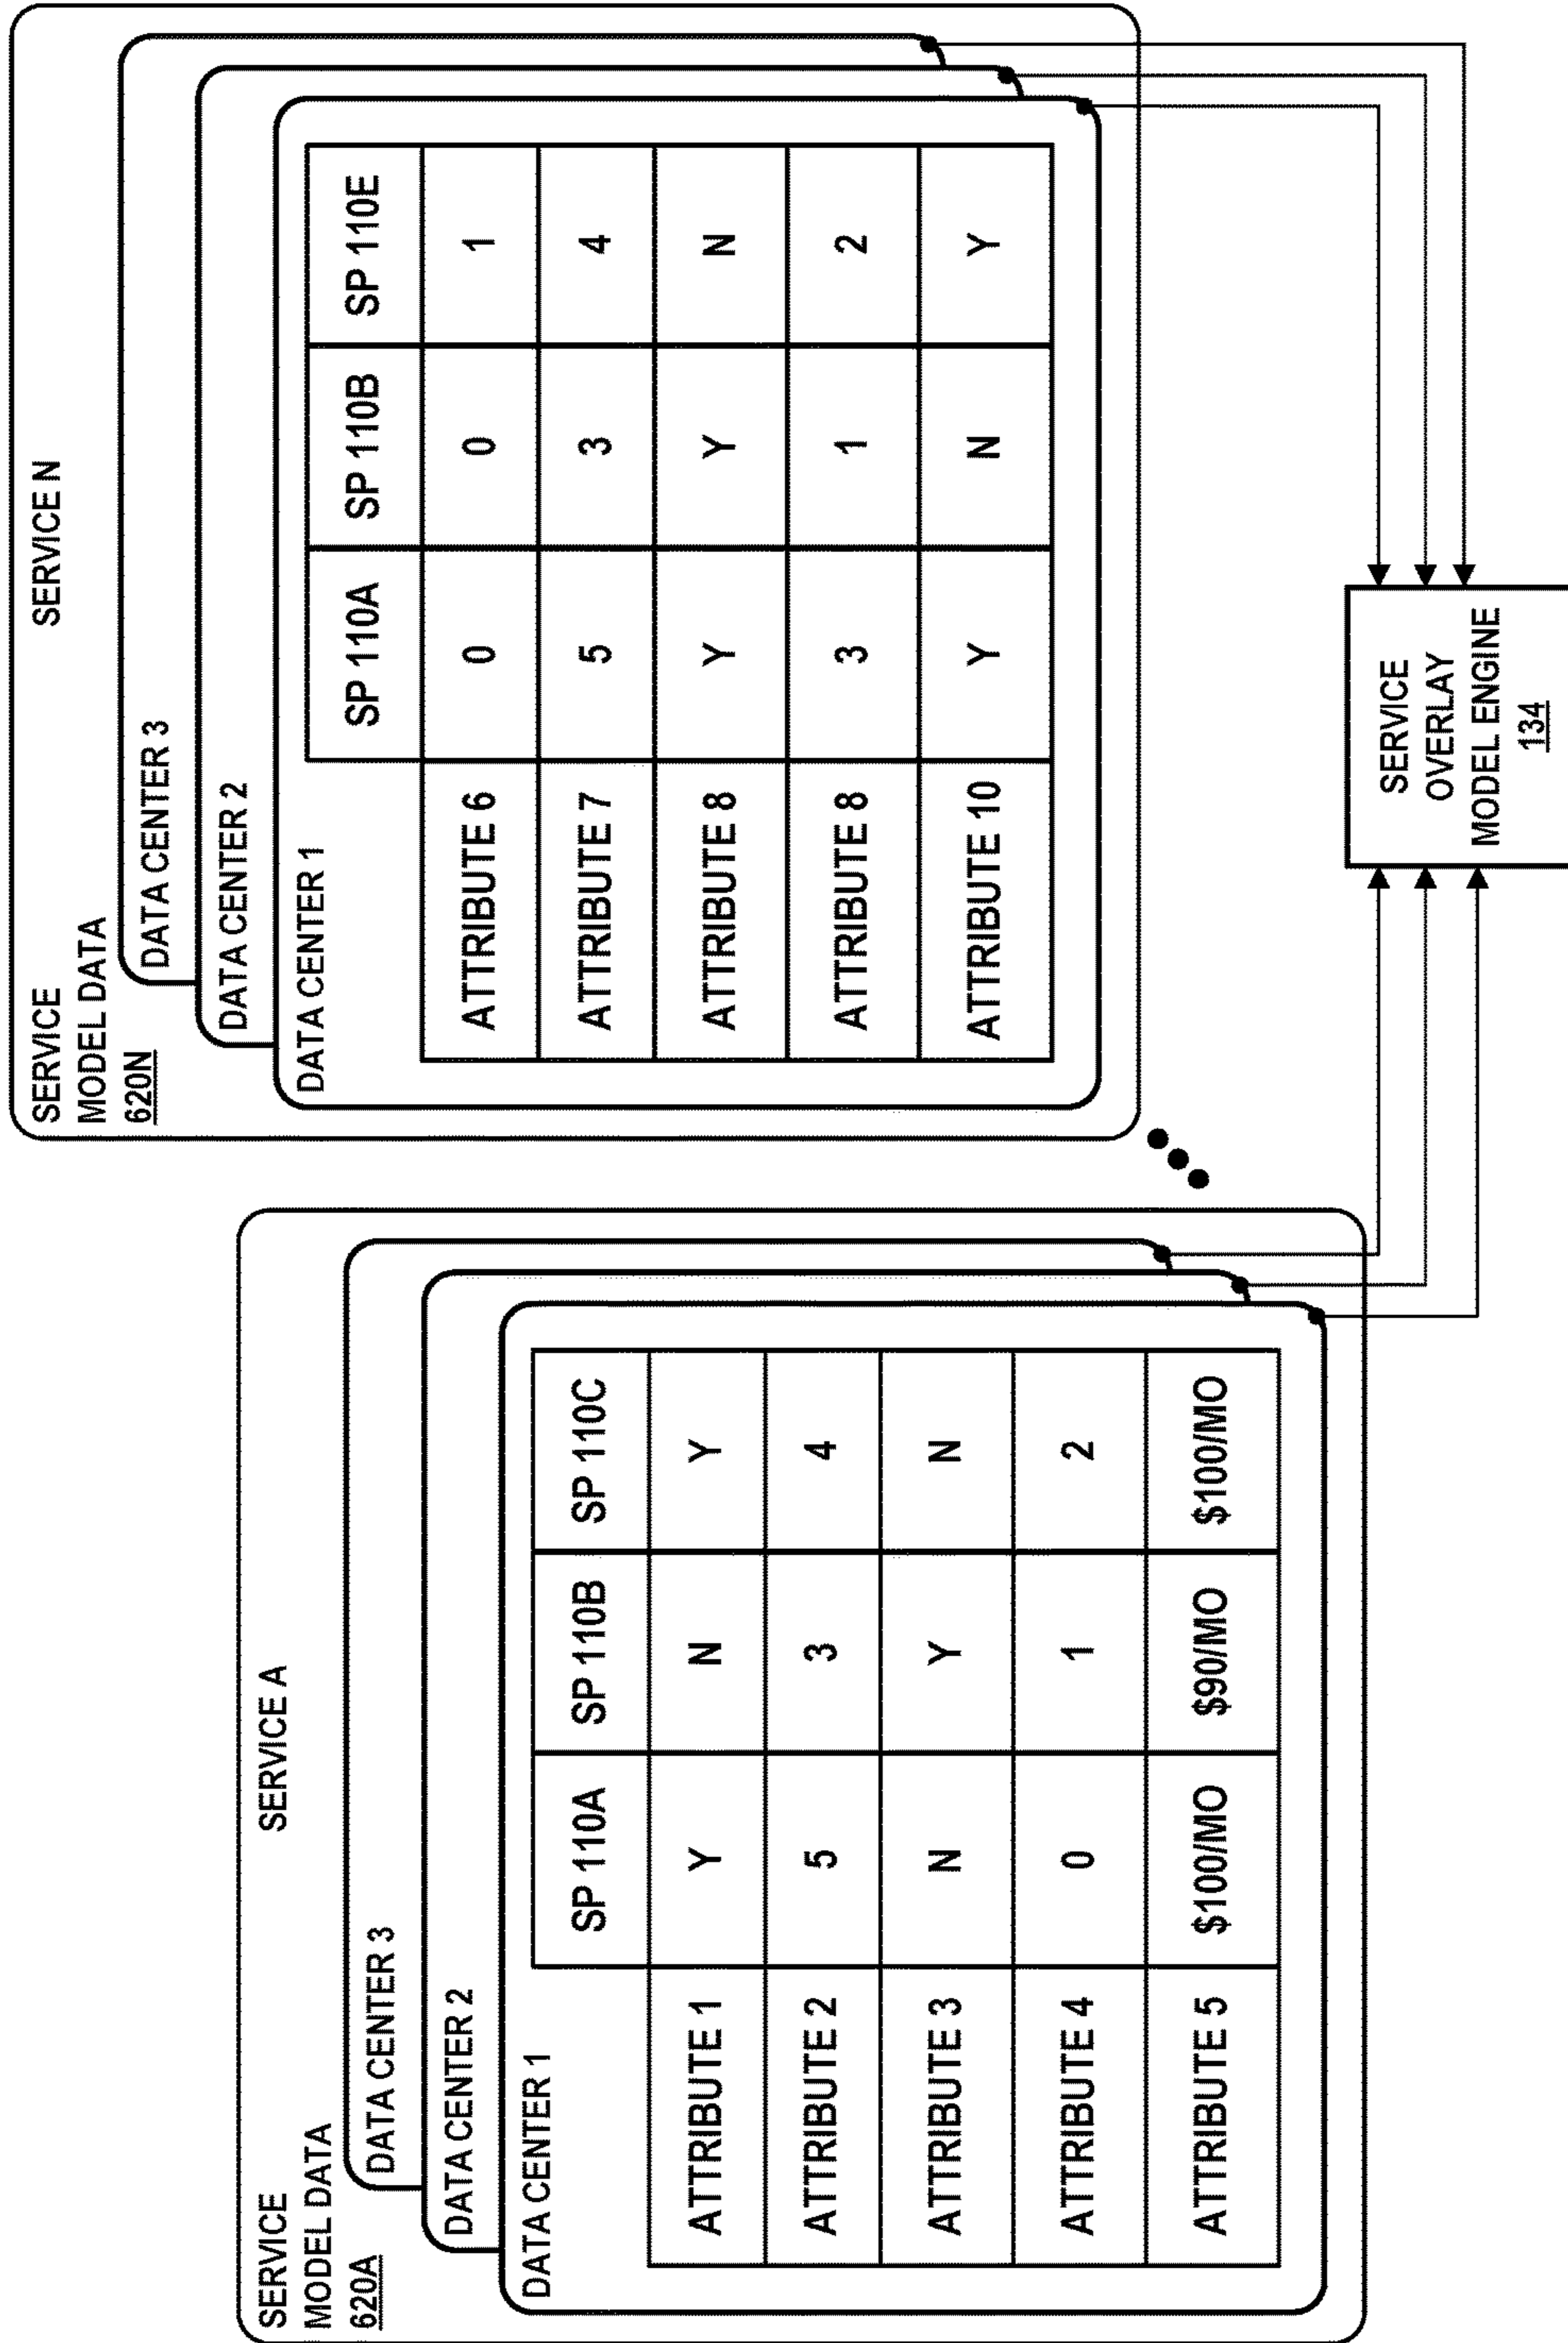 SERVICE
MODEL DATA
620A
SERVICE A
DATA CENTER 3
DATA CENTER 2
DATA CENTER 1
SP 110A SP 110B SP 110C
ATTRIBUTE 1 Y N Y
ATTRIBUTE 2 5 3 4
ATTRIBUTE 3 N Y N
ATTRIBUTE 4 0 1 2
ATTRIBUTE 5 $100/MO $90/MO $100/MO
SERVICE
MODEL DATA
620N
SERVICE N
DATA CENTER 3
DATA CENTER 2
DATA CENTER 1
SP 110A SP 110B SP 110E
ATTRIBUTE 6 0 0 1
ATTRIBUTE 7 5 3 4
ATTRIBUTE 8 Y Y N
ATTRIBUTE 8 3 1 2
ATTRIBUTE 10 Y N Y
SERVICE
OVERLAY
MODEL ENGINE
134